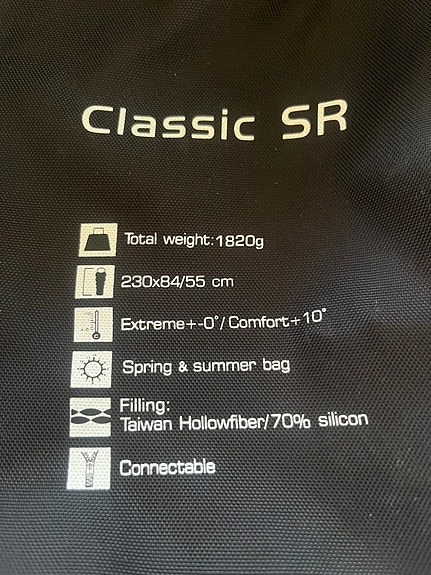 Classic SR
Total weight:1820g
230x84/55 cm
Extreme+-0°/Comfort+10°
Spring & summer bag
Filling:
Taiwan Hollowfiber/70% silicon
Connectable